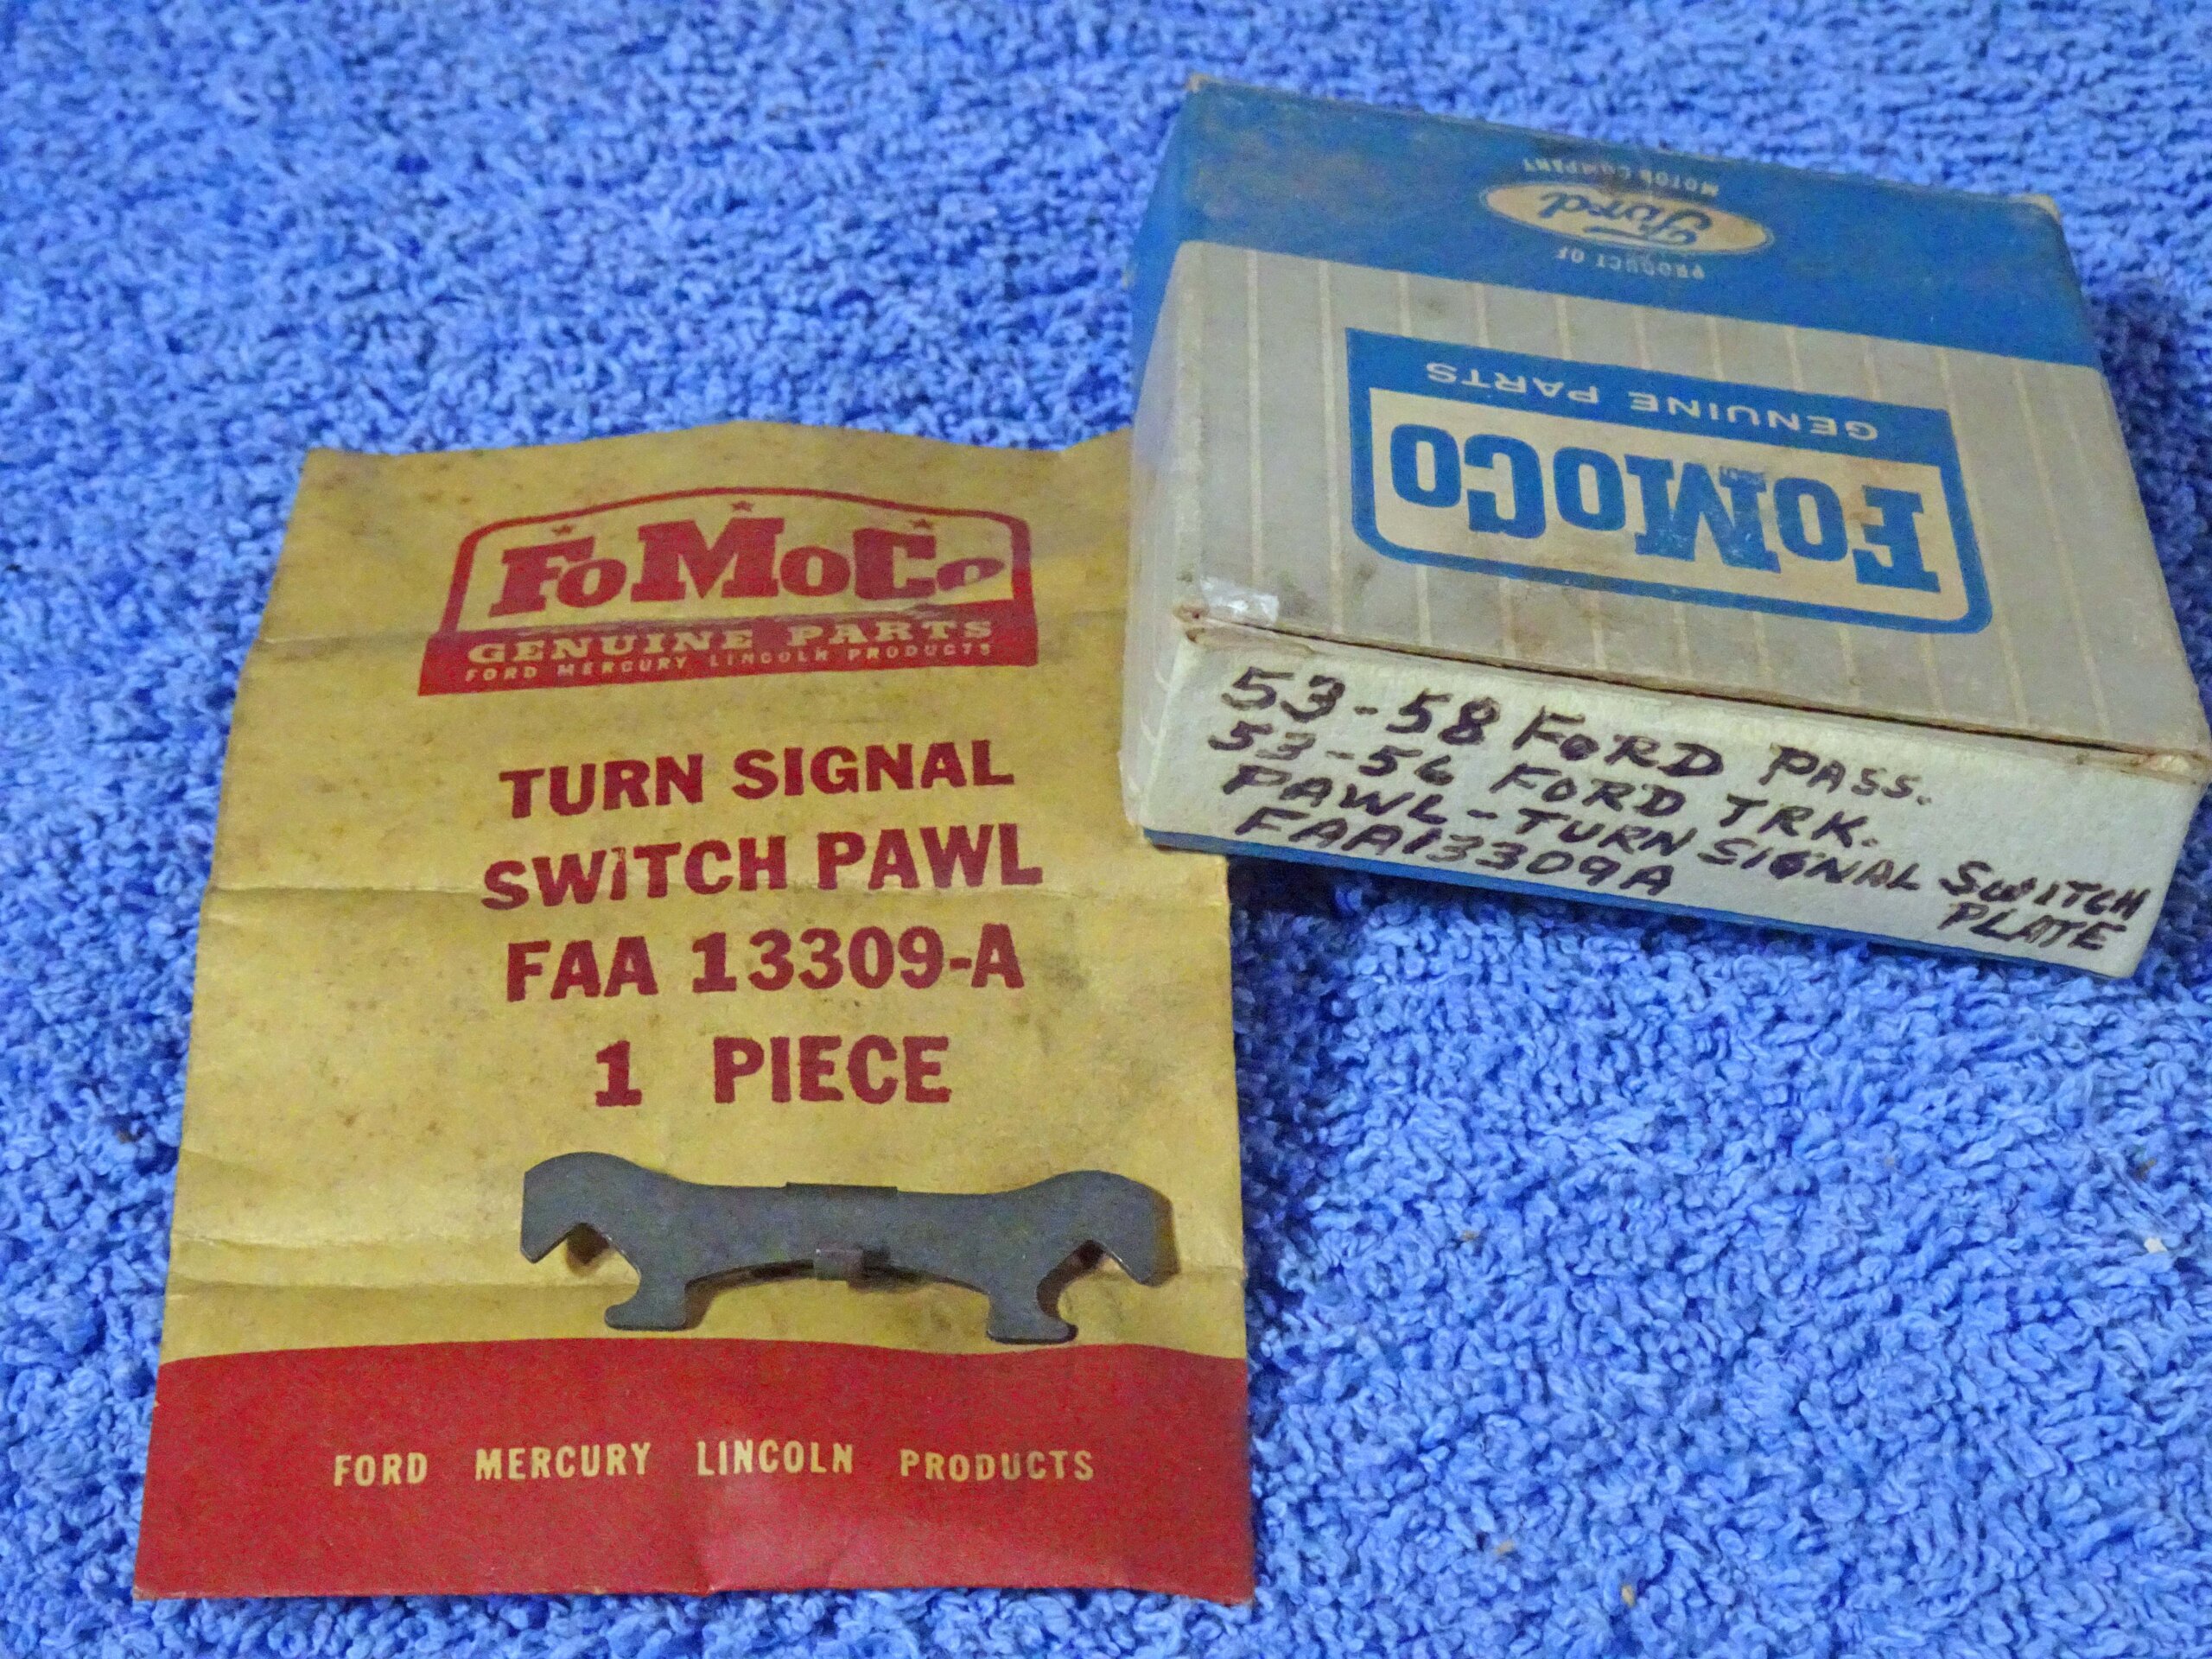 FoMoCo
GENUINE PARTS
FORD MERCURY LINCOLN PRODUCTS
TURN SIGNAL
SWITCH PAWL
FAA 13309-A
1 PIECE
FORD MERCURY LINCOLN PRODUCTS
PRODUCT OF
Ford
MOTOR COMPANY
FoMoCo
GENUINE PARTS
53-58 FORD PASS.
53-56 FORD TRK.
PAWL-TURN SIGNAL SWITCH
PLATE
FAA13309A